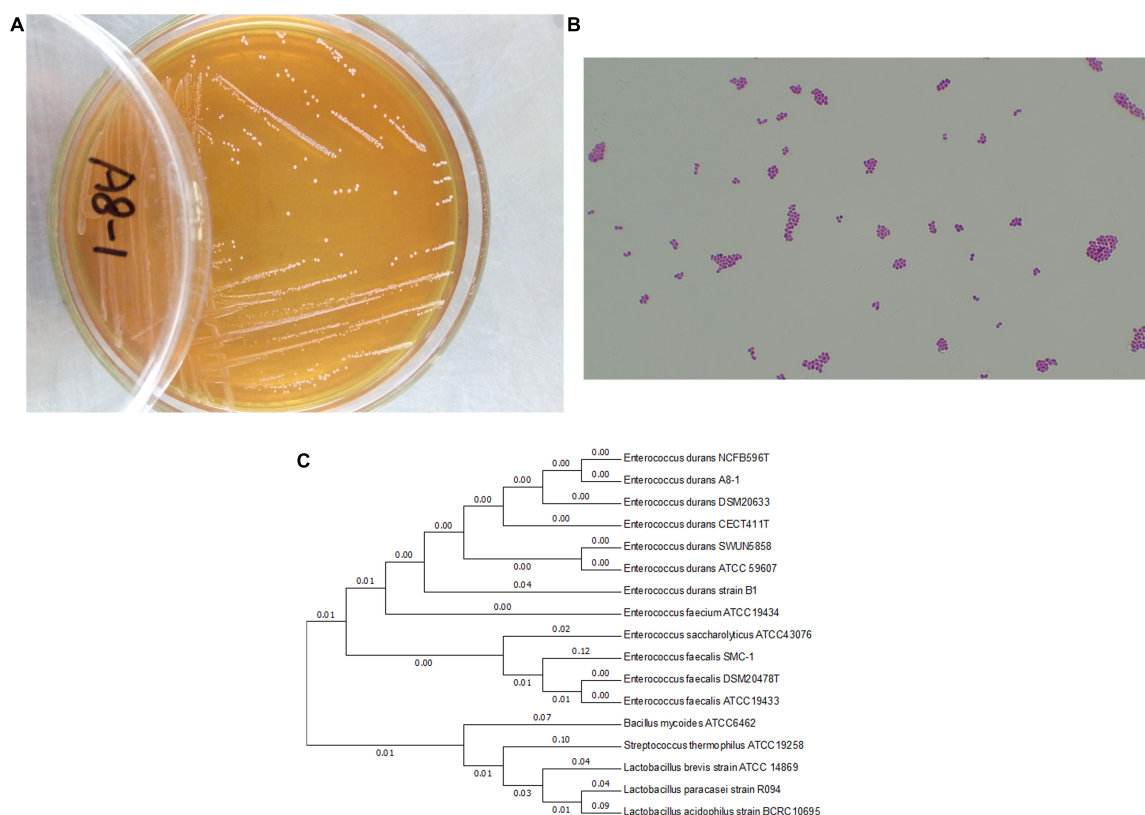 A
B
A8-1
C
0.00
Enterococcus durans NCFB596T
0.00
0.00
Enterococcus durans A8-1
0.00
0.00
Enterococcus durans DSM20633
0.00
0.00
Enterococcus durans CECT411T
0.00
0.00
Enterococcus durans SWUN5858
0.00
0.00
Enterococcus durans ATCC 59607
0.00
0.01
0.04
Enterococcus durans strain B1
0.01
0.00
Enterococcus faecium ATCC19434
0.02
Enterococcus saccharolyticus ATCC43076
0.00
0.12
Enterococcus faecalis SMC-1
0.01
0.00
Enterococcus faecalis DSM20478T
0.01
0.00
Enterococcus faecalis ATCC19433
0.07
Bacillus mycoides ATCC6462
0.01
0.10
Streptococcus thermophilus ATCC19258
0.01
0.04
Lactobacillus brevis strain ATCC 14869
0.03
0.04
Lactobacillus paracasei strain R094
0.01
0.09
Lactobacillus acidophilus strain BCRC10695